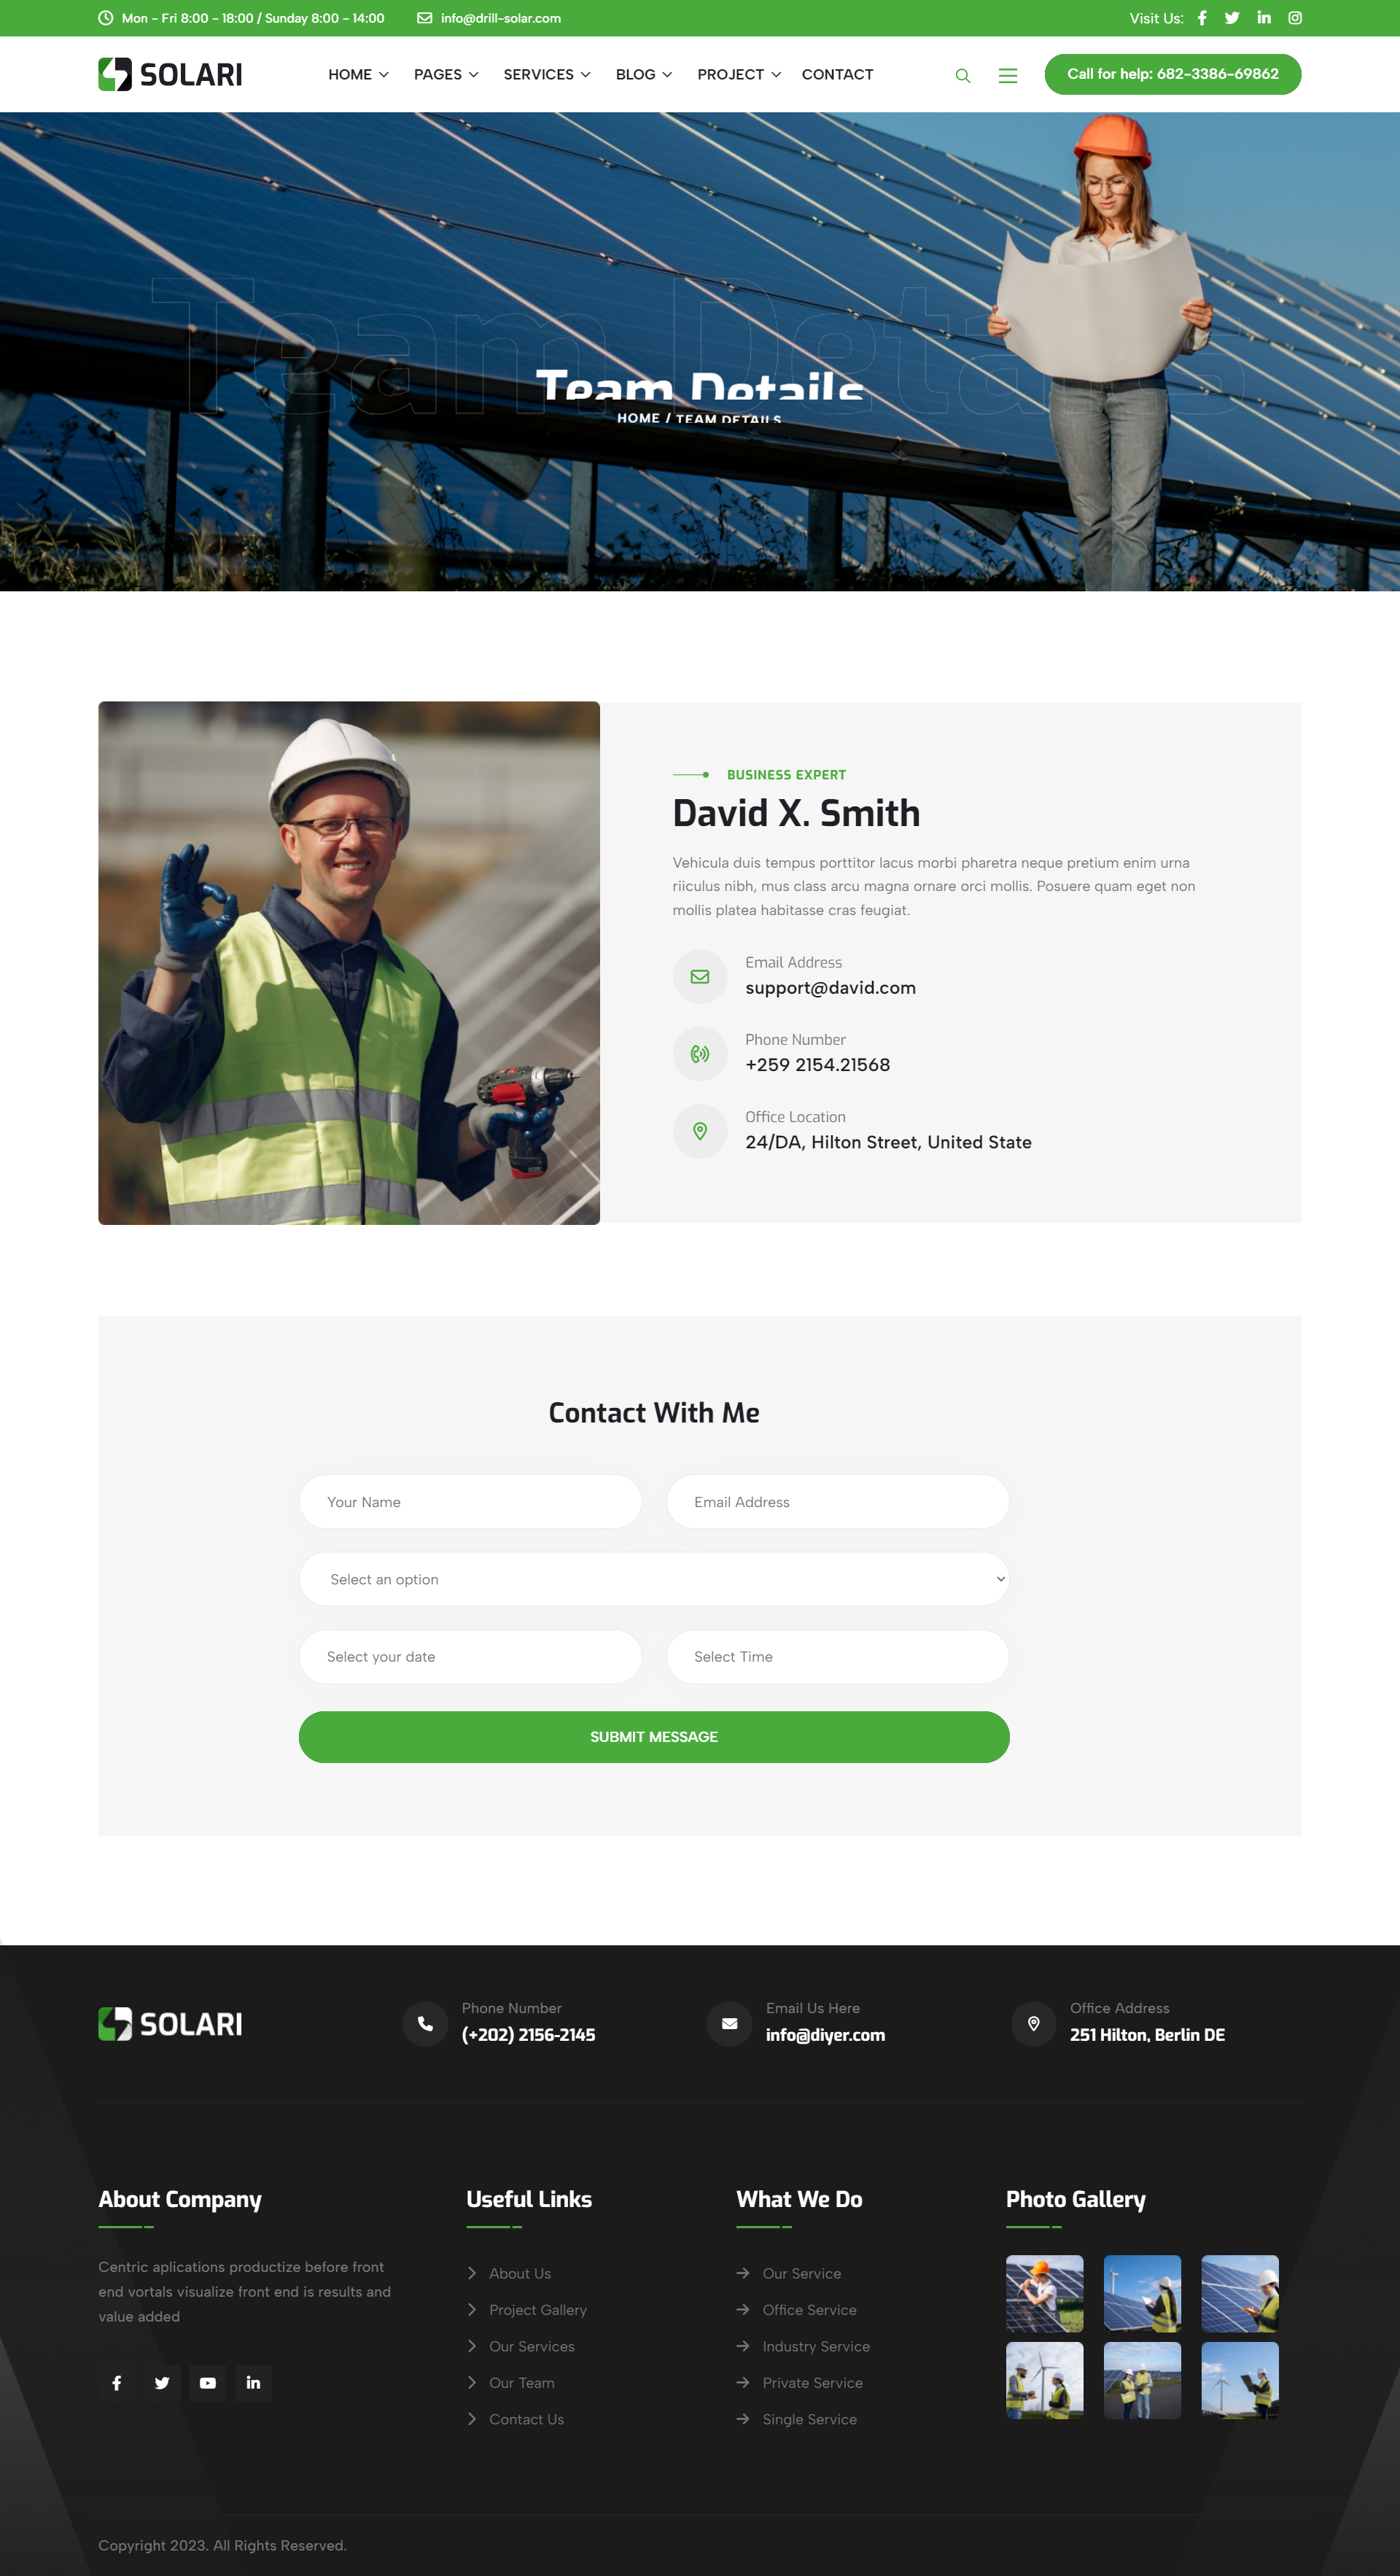 Mon - Fri 8:00 - 18:00 / Sunday 8:00 - 14:00
info@drill-solar.com
Visit Us:
SOLARI
HOME
PAGES
SERVICES
BLOG
PROJECT
CONTACT
Call for help: 682-3386-69862
Team Details
Team Details
HOME / TEAM DETAILS
BUSINESS EXPERT
David X. Smith
Vehicula duis tempus porttitor lacus morbi pharetra neque pretium enim urna
riiculus nibh, mus class arcu magna ornare orci mollis. Posuere quam eget non
mollis platea habitasse cras feugiat.
Email Address
support@david.com
Phone Number
+259 2154.21568
Office Location
24/DA, Hilton Street, United State
Contact With Me
Your Name
Email Address
Select an option
Select your date
Select Time
SUBMIT MESSAGE
SOLARI
Phone Number
(+202) 2156-2145
Email Us Here
info@diyer.com
Office Address
251 Hilton, Berlin DE
About Company
Centric aplications productize before front
end vortals visualize front end is results and
value added
Useful Links
About Us
Project Gallery
Our Services
Our Team
Contact Us
What We Do
Our Service
Office Service
Industry Service
Private Service
Single Service
Photo Gallery
Copyright 2023. All Rights Reserved.